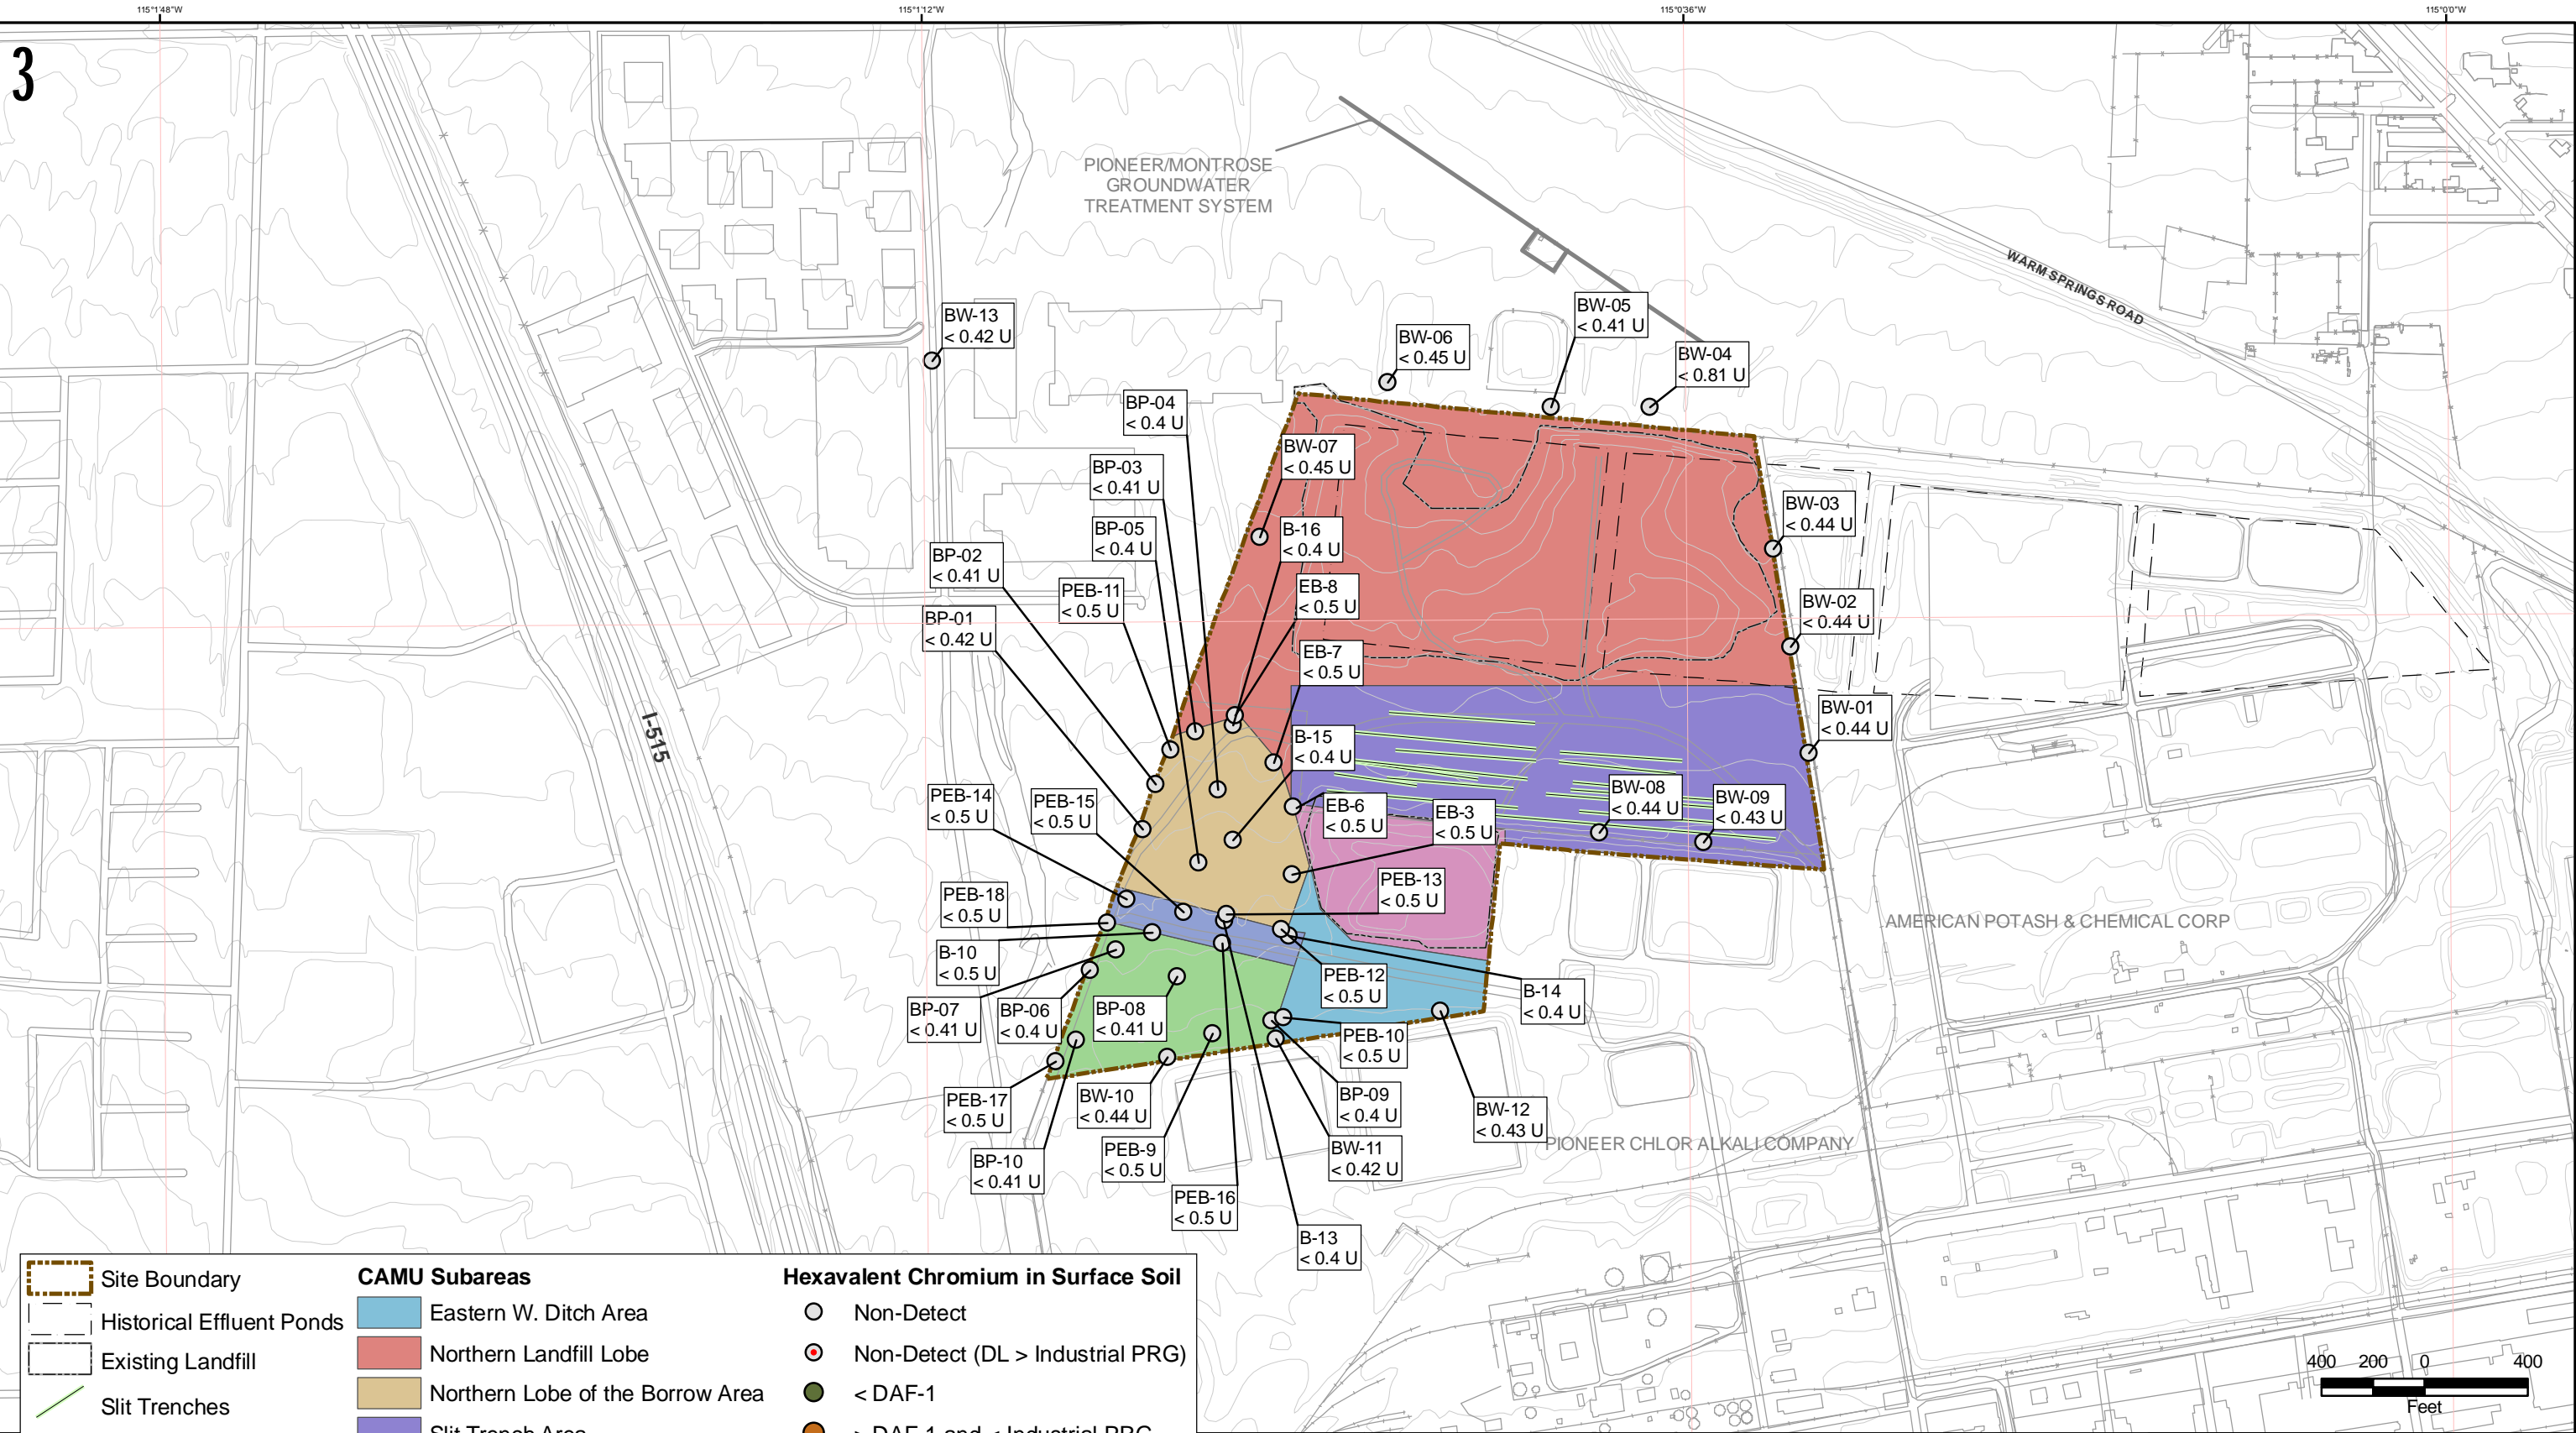 115°1'48"W
115°1'12"W
115°0'36"W
115°0'0"W
3
PIONEER/MONTROSE
GROUNDWATER
TREATMENT SYSTEM
WARM SPRINGS ROAD
BW-13
< 0.42 U
BW-05
< 0.41 U
BW-06
< 0.45 U
BW-04
< 0.81 U
BP-04
< 0.4 U
BW-07
< 0.45 U
BP-03
< 0.41 U
BW-03
< 0.44 U
BP-05
< 0.4 U
B-16
< 0.4 U
BP-02
< 0.41 U
PEB-11
< 0.5 U
EB-8
< 0.5 U
BW-02
< 0.44 U
BP-01
< 0.42 U
EB-7
< 0.5 U
I-515
BW-01
< 0.44 U
B-15
< 0.4 U
PEB-14
< 0.5 U
PEB-15
< 0.5 U
EB-6
< 0.5 U
EB-3
< 0.5 U
BW-08
< 0.44 U
BW-09
< 0.43 U
PEB-18
< 0.5 U
PEB-13
< 0.5 U
AMERICAN POTASH & CHEMICAL CORP
B-10
< 0.5 U
PEB-12
< 0.5 U
B-14
< 0.4 U
BP-07
< 0.41 U
BP-06
< 0.4 U
BP-08
< 0.41 U
PEB-10
< 0.5 U
PEB-17
< 0.5 U
BW-10
< 0.44 U
BP-09
< 0.4 U
BW-12
< 0.43 U
PIONEER CHLOR ALKALI COMPANY
BP-10
< 0.41 U
PEB-9
< 0.5 U
BW-11
< 0.42 U
PEB-16
< 0.5 U
B-13
< 0.4 U
Site Boundary
Historical Effluent Ponds
Existing Landfill
Slit Trenches
CAMU Subareas
Eastern W. Ditch Area
Northern Landfill Lobe
Northern Lobe of the Borrow Area
Slit Trench Area
Hexavalent Chromium in Surface Soil
Non-Detect
Non-Detect (DL > Industrial PRG)
< DAF-1
> DAF-1 and < Industrial PRG
400 200 0 400
Feet